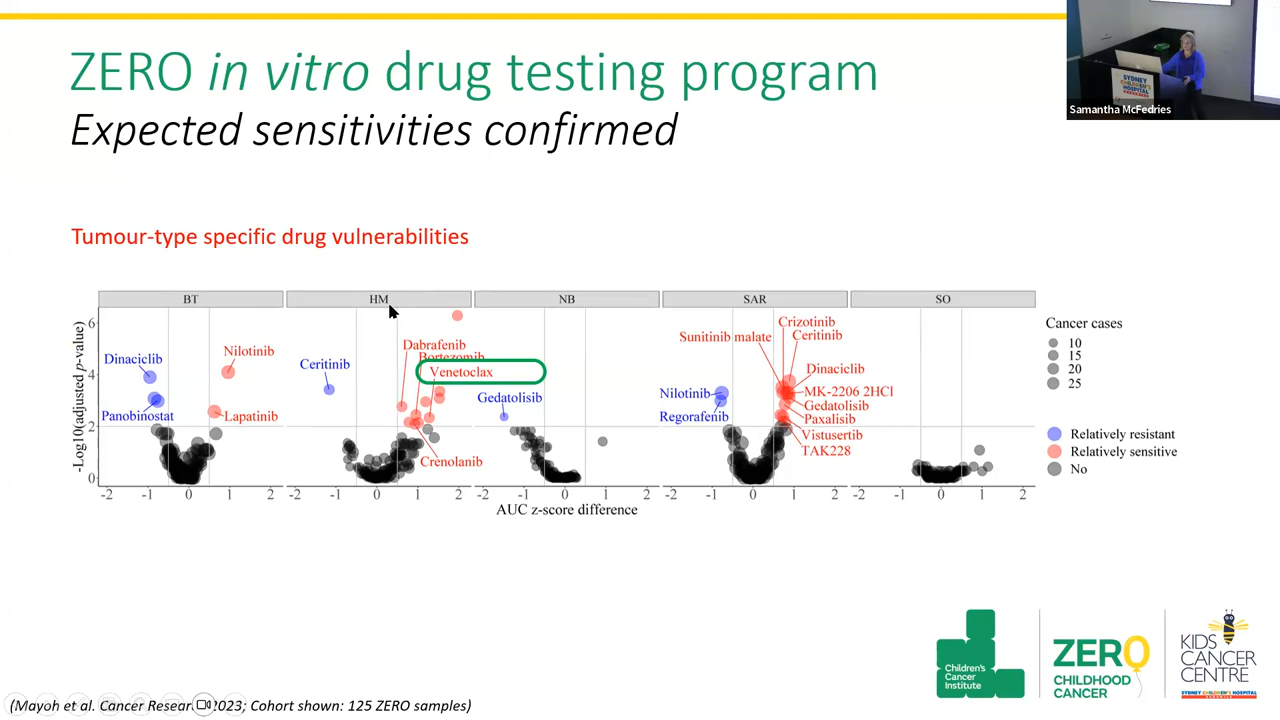 ZERO in vitro drug testing program
Expected sensitivities confirmed
SYDNEY
CHILDREN'S
HOSPITAL
Samantha McFedries
Tumour-type specific drug vulnerabilities
BT
HM
NB
SAR
SO
-Log10(adjusted p-value)
6
4
2
0
Dinaciclib
Panobinostat
Nilotinib
Lapatinib
Ceritinib
Dabrafenib
Bortezomib
Venetoclax
Crenolanib
Gedatolisib
Sunitinib malate
Crizotinib
Ceritinib
Dinaciclib
MK-2206 2HCl
Gedatolisib
Paxalisib
Vistusertib
TAK228
Nilotinib
Regorafenib
-2 -1 0 1 2 -2 -1 0 1 2 -2 -1 0 1 2 -2 -1 0 1 2 -2 -1 0 1 2
AUC z-score difference
Cancer cases
10
15
20
25
Relatively resistant
Relatively sensitive
No
Children's
Cancer
Institute
ZERO
CHILDHOOD
CANCER
KIDS
CANCER
CENTRE
SYDNEY CHILDREN'S HOSPITAL
(Mayoh et al. Cancer Resear 2023; Cohort shown: 125 ZERO samples)